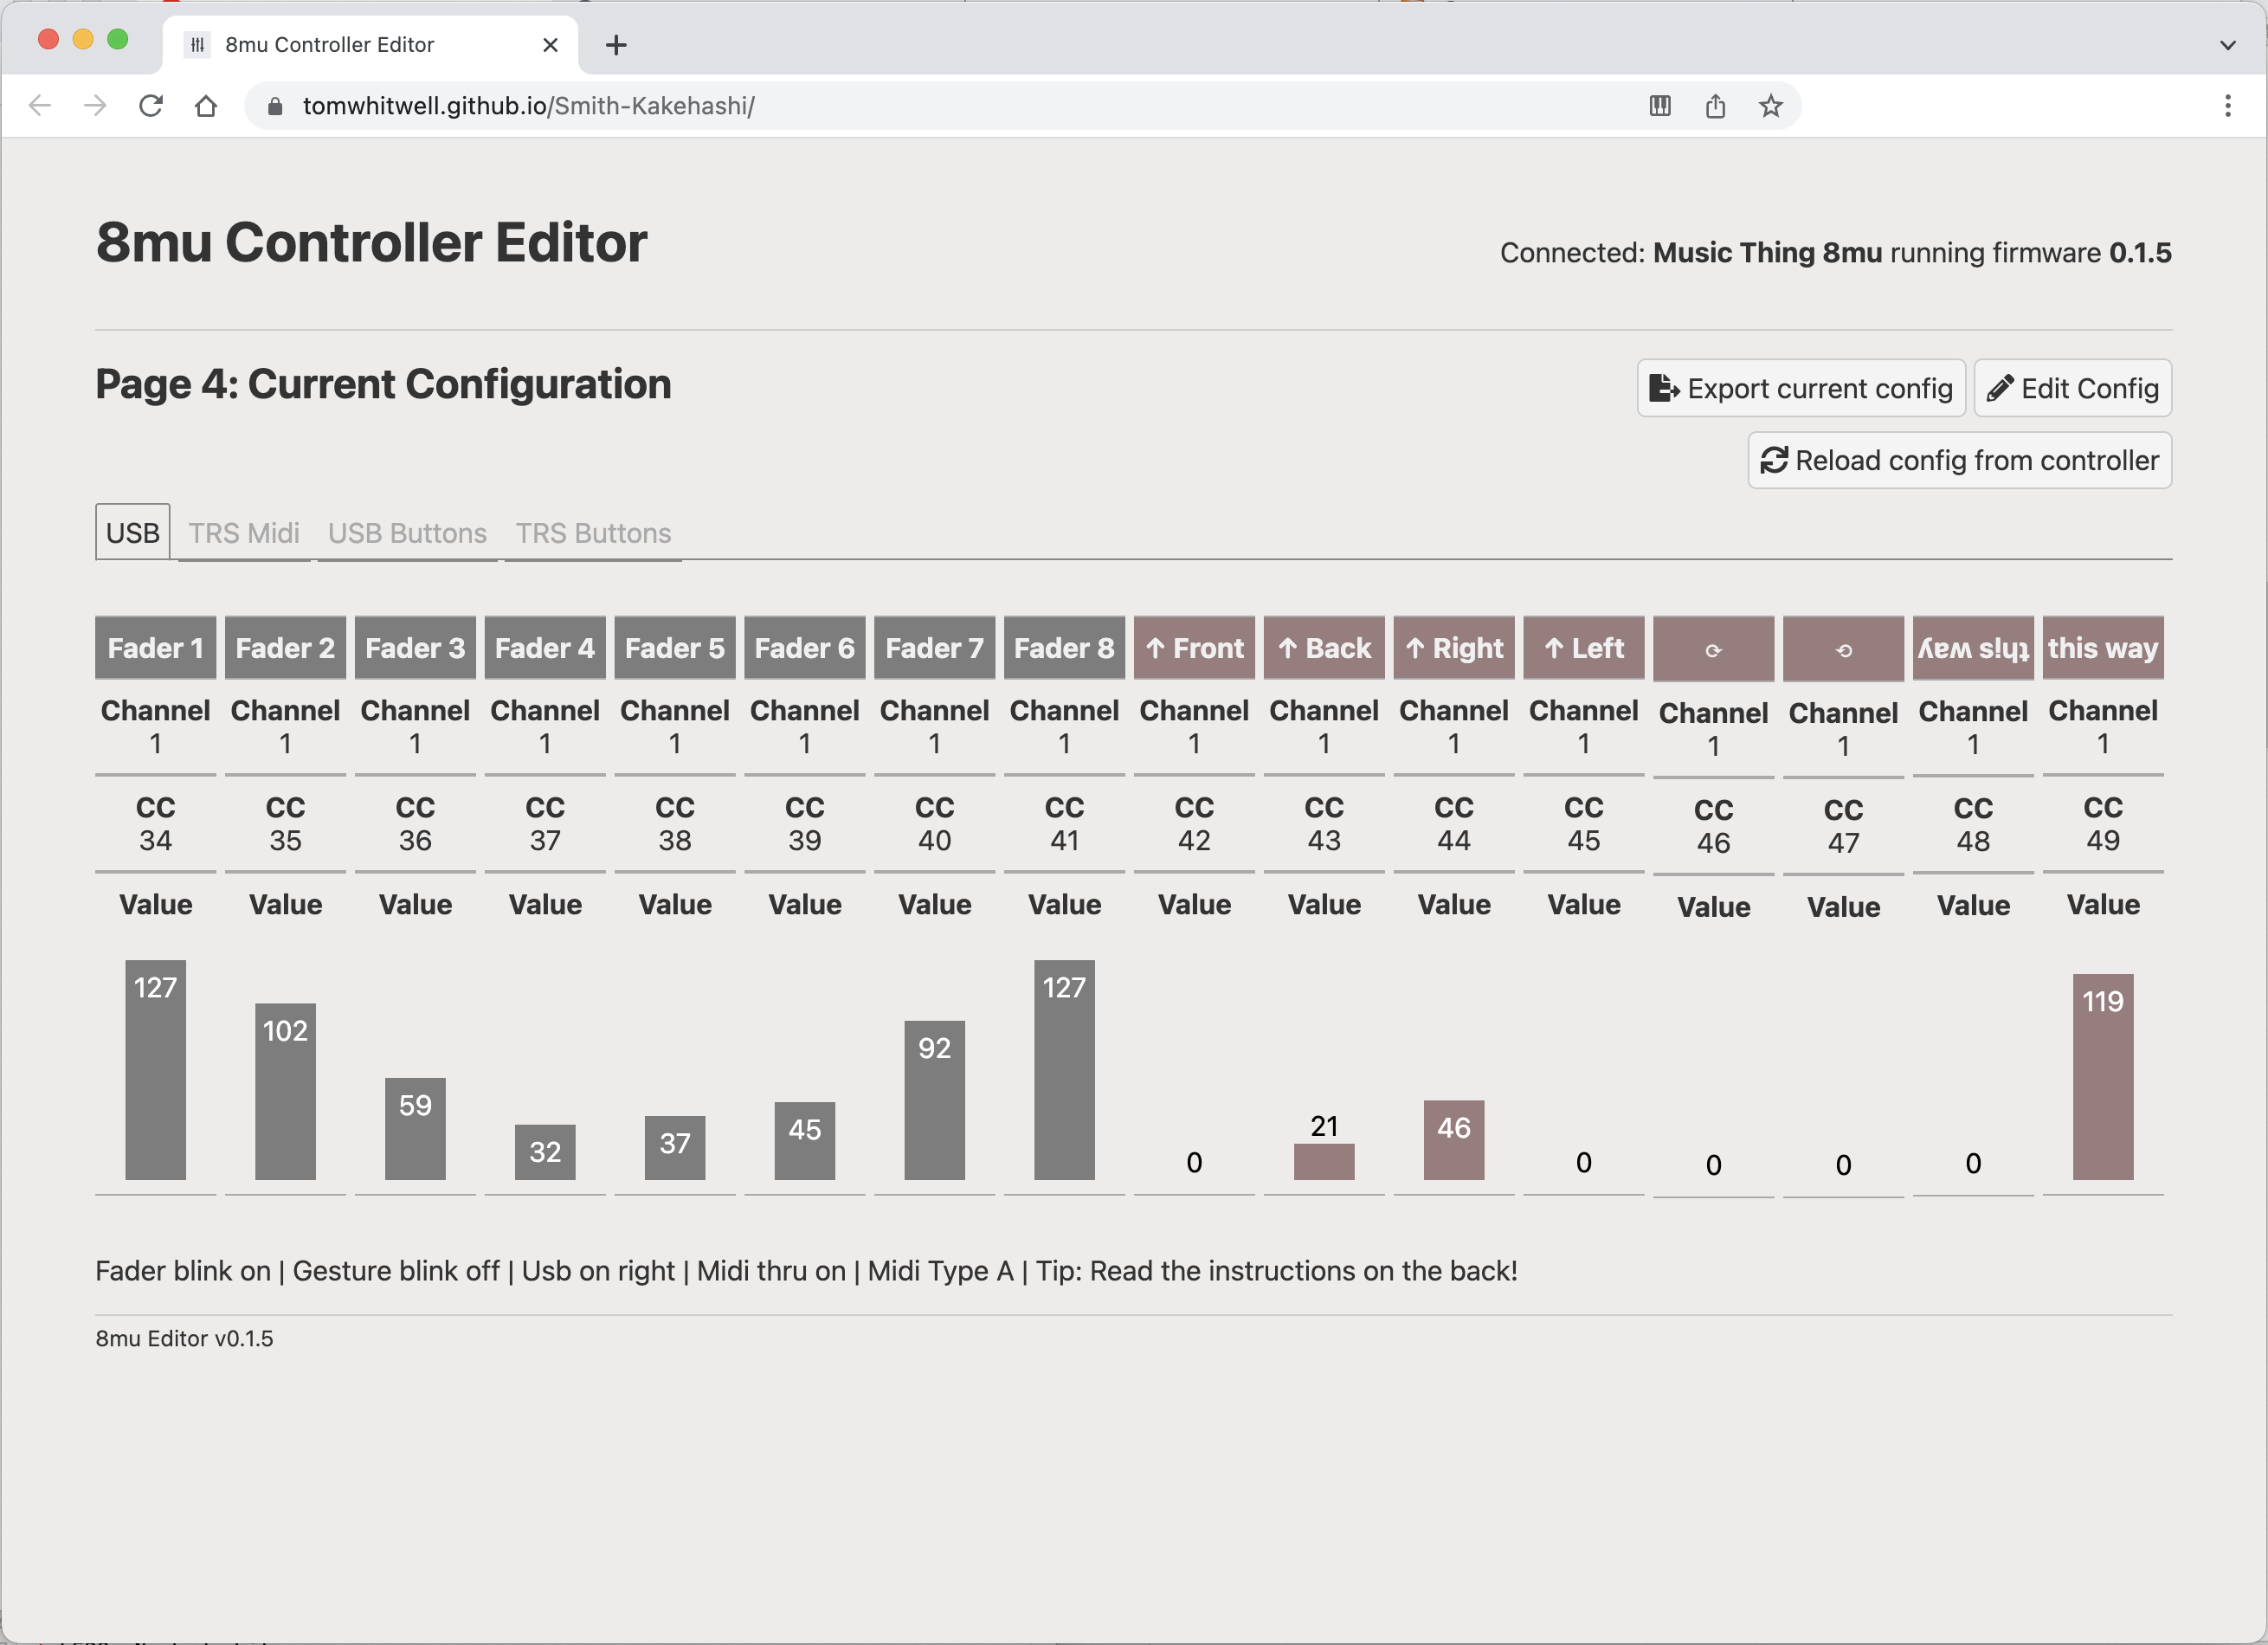 8mu Controller Editor
tomwhitwell.github.io/Smith-Kakehashi/
8mu Controller Editor
Connected: Music Thing 8mu running firmware 0.1.5
Page 4: Current Configuration
Export current config
Edit Config
Reload config from controller
USB TRS Midi USB Buttons TRS Buttons
Fader 1 Fader 2 Fader 3 Fader 4 Fader 5 Fader 6 Fader 7 Fader 8 ↑ Front ↑ Back ↑ Right ↑ Left ⟳ ⟲ this way this way
Channel Channel Channel Channel Channel Channel Channel Channel Channel Channel Channel Channel Channel Channel Channel Channel
1 1 1 1 1 1 1 1 1 1 1 1 1 1 1 1
CC CC CC CC CC CC CC CC CC CC CC CC CC CC CC CC
34 35 36 37 38 39 40 41 42 43 44 45 46 47 48 49
Value Value Value Value Value Value Value Value Value Value Value Value Value Value Value Value
127 102 59 32 37 45 92 127 0 21 46 0 0 0 0 119
Fader blink on | Gesture blink off | Usb on right | Midi thru on | Midi Type A | Tip: Read the instructions on the back!
8mu Editor v0.1.5